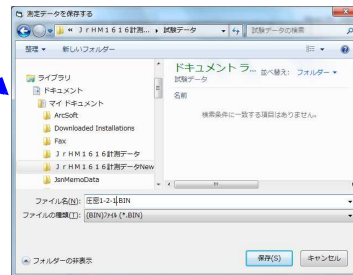 測定データを保存する
« JrHM1616計測... ▸ 試験データ
試験データの検索
整理 ▼ 新しいフォルダー
ライブラリ
ドキュメント
マイ ドキュメント
ArcSoft
Downloaded Installations
Fax
JrHM1616計測データ
JrHM1616計測データNew
JsnMemoData
ドキュメント ラ...
試験データ
並べ替え: フォルダー ▼
名前
検索条件に一致する項目はありません。
ファイル名(N): 圧密1-2-1.BIN
ファイルの種類(T): (BIN)ファイル (*.BIN)
フォルダーの非表示
保存(S)
キャンセル